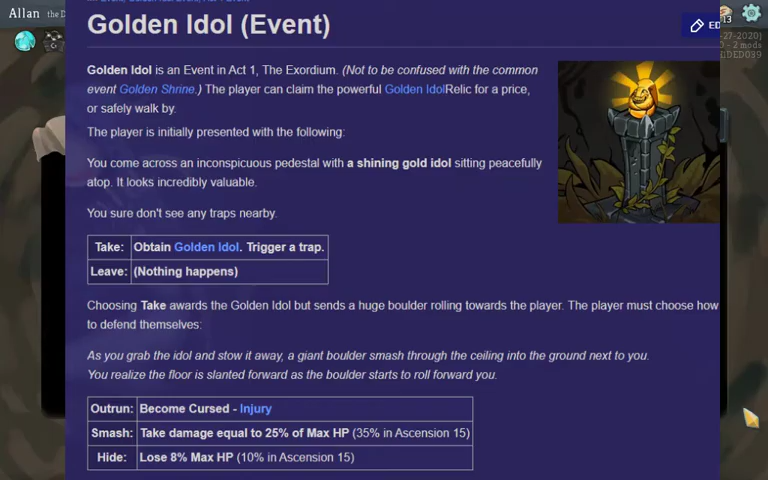 Allan the D
Golden Idol (Event)
ED
13
-27-2020]
0 - 2 mods
Golden Idol is an Event in Act 1, The Exordium. (Not to be confused with the common
event Golden Shrine.) The player can claim the powerful Golden IdolRelic for a price,
or safely walk by.
The player is initially presented with the following:
You come across an inconspicuous pedestal with a shining gold idol sitting peacefully
atop. It looks incredibly valuable.
You sure don't see any traps nearby.
Take: Obtain Golden Idol. Trigger a trap.
Leave: (Nothing happens)
Choosing Take awards the Golden Idol but sends a huge boulder rolling towards the player. The player must choose how
to defend themselves:
As you grab the idol and stow it away, a giant boulder smash through the ceiling into the ground next to you.
You realize the floor is slanted forward as the boulder starts to roll forward you.
Outrun: Become Cursed - Injury
Smash: Take damage equal to 25% of Max HP (35% in Ascension 15)
Hide: Lose 8% Max HP (10% in Ascension 15)